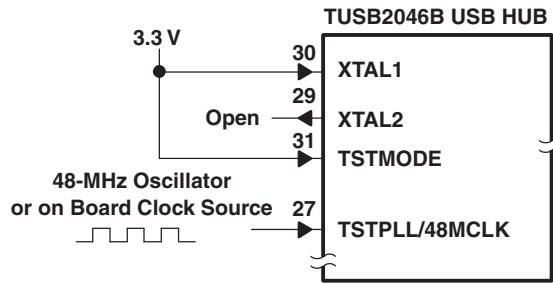 TUSB2046B USB HUB
3.3 V
30
XTAL1
29
Open
XTAL2
31
TSTMODE
48-MHz Oscillator
or on Board Clock Source
27
TSTPLL/48MCLK